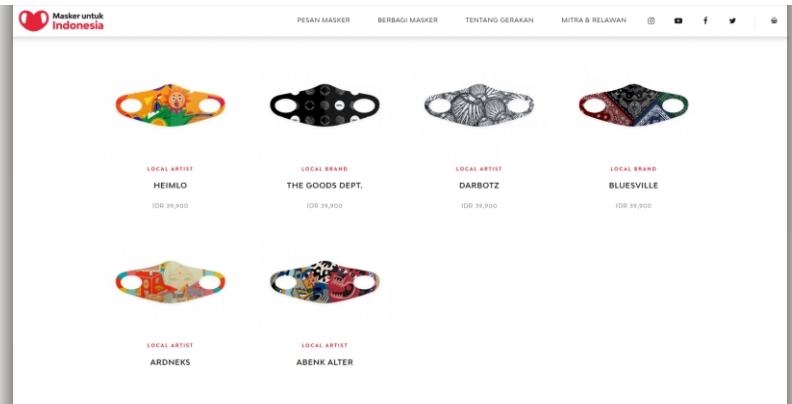 Masker untuk
Indonesia
PESAN MASKER
BERBAGI MASKER
TENTANG GERAKAN
MITRA & RELAWAN
LOCAL ARTIST
HEIMLO
IDR 39,900
LOCAL BRAND
THE GOODS DEPT.
IDR 39,900
LOCAL ARTIST
DARBOTZ
IDR 39,900
LOCAL BRAND
BLUESVILLE
IDR 39,900
LOCAL ARTIST
ARDNEKS
LOCAL ARTIST
ABENK ALTER